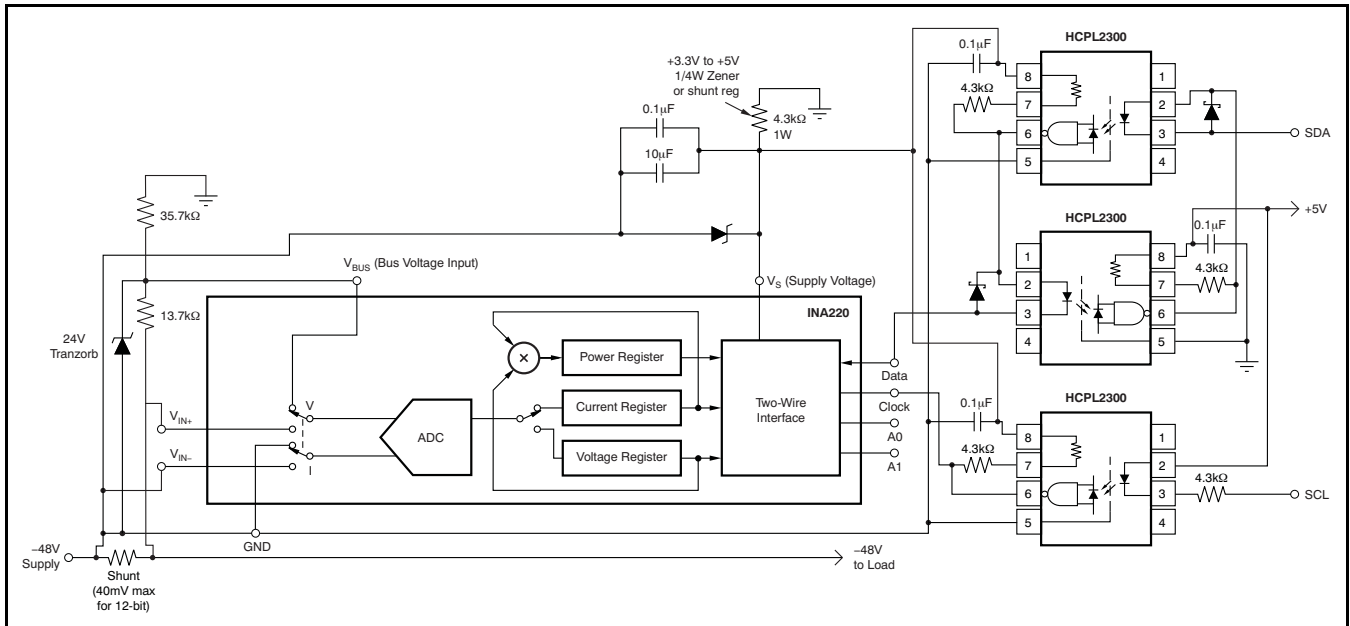 HCPL2300
0.1μF
+3.3V to +5V
1/4W Zener
or shunt reg
4.3kΩ
1W
0.1μF
10μF
4.3kΩ
8
7
6
5
1
2
3
4
SDA
35.7kΩ
HCPL2300
+5V
0.1μF
4.3kΩ
1
2
3
4
8
7
6
5
VBUS (Bus Voltage Input)
VS (Supply Voltage)
13.7kΩ
24V
Tranzorb
INA220
×
Power Register
Current Register
Voltage Register
ADC
V
I
Two-Wire
Interface
Data
Clock
A0
A1
VIN+
VIN–
GND
HCPL2300
0.1μF
4.3kΩ
8
7
6
5
1
2
3
4
4.3kΩ
SCL
–48V
Supply
Shunt
(40mV max
for 12-bit)
–48V
to Load